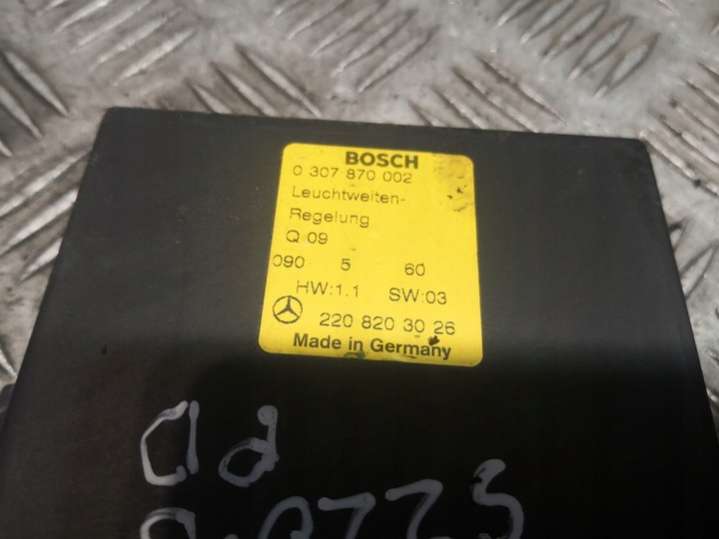 BOSCH
0 307 870 002
Leuchtweiten-
Regelung
Q 09
090 5 60
HW:1.1 SW:03
220 820 30 26
Made in Germany